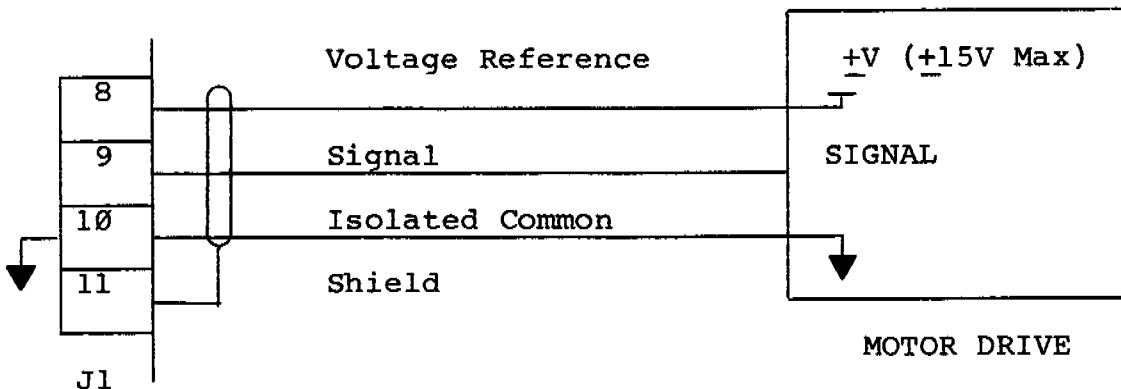 Voltage Reference
±V (±15V Max)
8
9
Signal
SIGNAL
10
Isolated Common
11
Shield
MOTOR DRIVE
J1